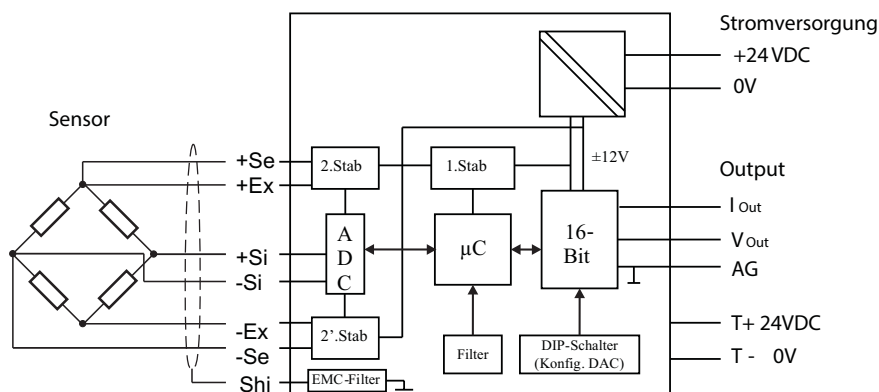 Stromversorgung
+24 VDC
0V
Sensor
±12V
+Se
2.Stab
1.Stab
Output
+Ex
I Out
A
D
C
µC
16-
Bit
V Out
+Si
AG
-Si
-Ex
2'.Stab
Filter
DIP-Schalter
(Konfig. DAC)
T+ 24VDC
-Se
T - 0V
Shi
EMC-Filter